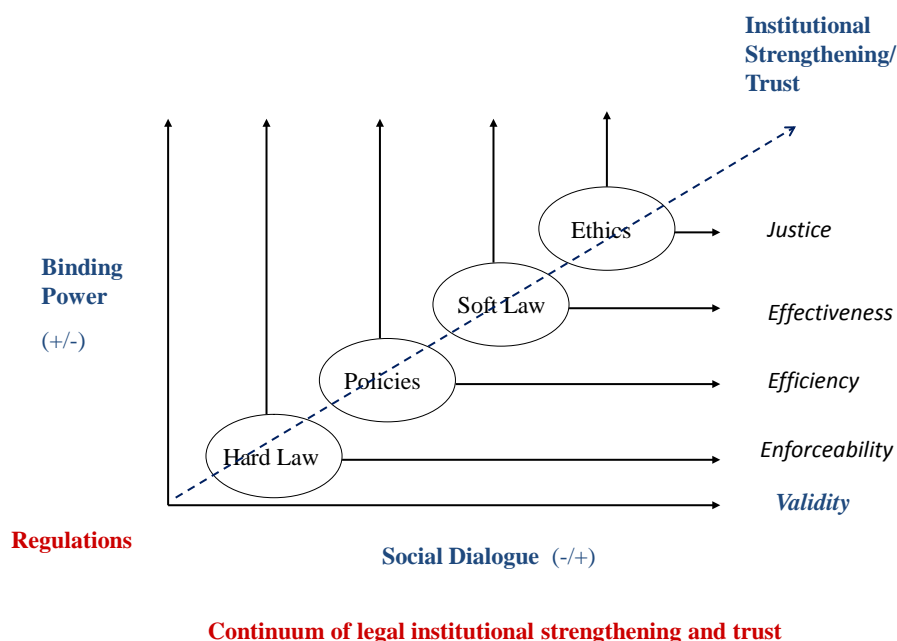 Institutional
Strengthening/
Trust
Ethics
Justice
Binding
Power
(+/-)
Soft Law
Effectiveness
Policies
Efficiency
Hard Law
Enforceability
Validity
Regulations
Social Dialogue (-/+)
Continuum of legal institutional strengthening and trust